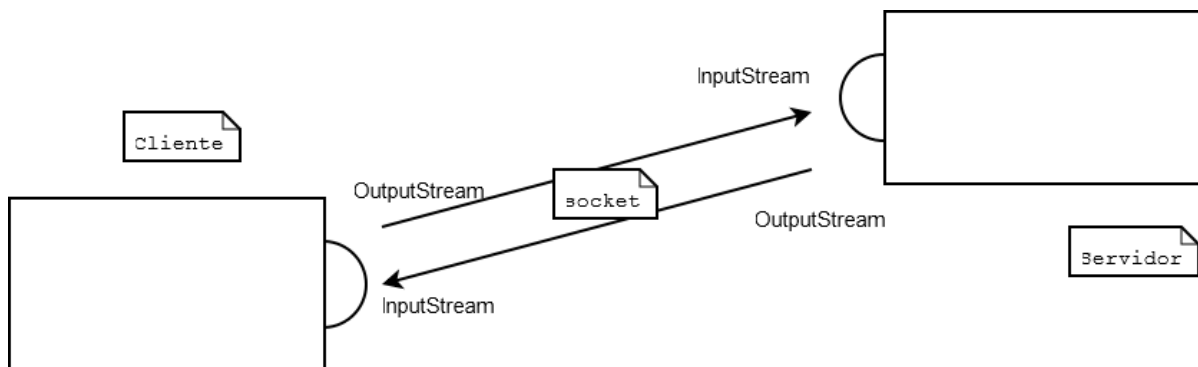 InputStream
Cliente
OutputStream
socket
OutputStream
Servidor
InputStream